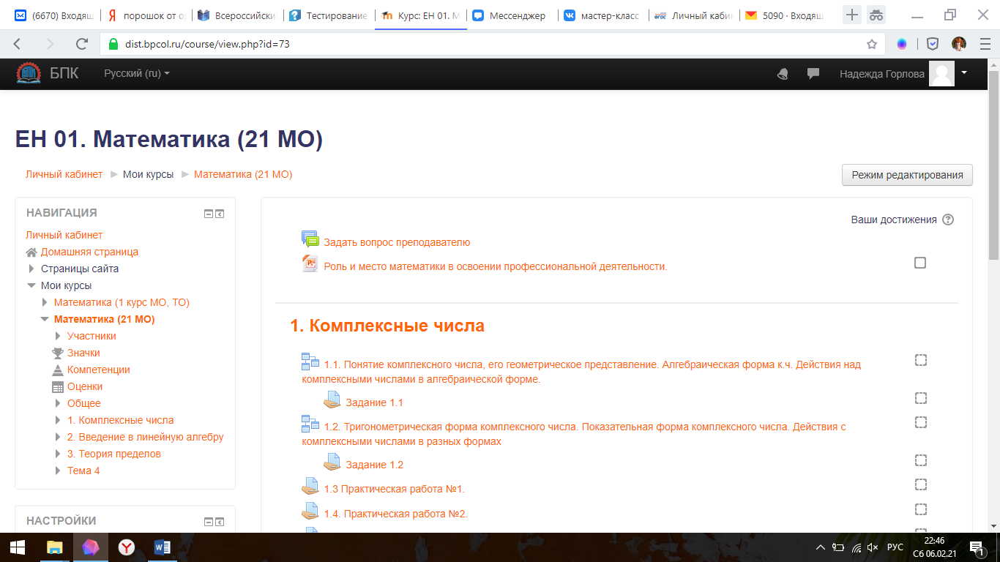 (6670) Входящ
порошок от о
Всероссийски
Тестирование
Курс: ЕН 01. М
Мессенджер
мастер-класс
Личный кабин
5090 · Входящ
dist.bpcol.ru/course/view.php?id=73
БПК
Русский (ru)
Надежда Горлова
ЕН 01. Математика (21 МО)
Личный кабинет ► Мои курсы ► Математика (21 МО)
Режим редактирования
НАВИГАЦИЯ
Личный кабинет
Домашняя страница
Страницы сайта
Мои курсы
Математика (1 курс МО, ТО)
Математика (21 МО)
Участники
Значки
Компетенции
Оценки
Общее
1. Комплексные числа
2. Введение в линейную алгебру
3. Теория пределов
Тема 4
НАСТРОЙКИ
Ваши достижения
Задать вопрос преподавателю
Роль и место математики в освоении профессиональной деятельности.
1. Комплексные числа
1.1. Понятие комплексного числа, его геометрическое представление. Алгебраическая форма к.ч. Действия над
комплексными числами в алгебраической форме.
Задание 1.1
1.2. Тригонометрическая форма комплексного числа. Показательная форма комплексного числа. Действия с
комплексными числами в разных формах
Задание 1.2
1.3 Практическая работа №1.
1.4. Практическая работа №2.
РУС
22:46
Сб 06.02.21
1